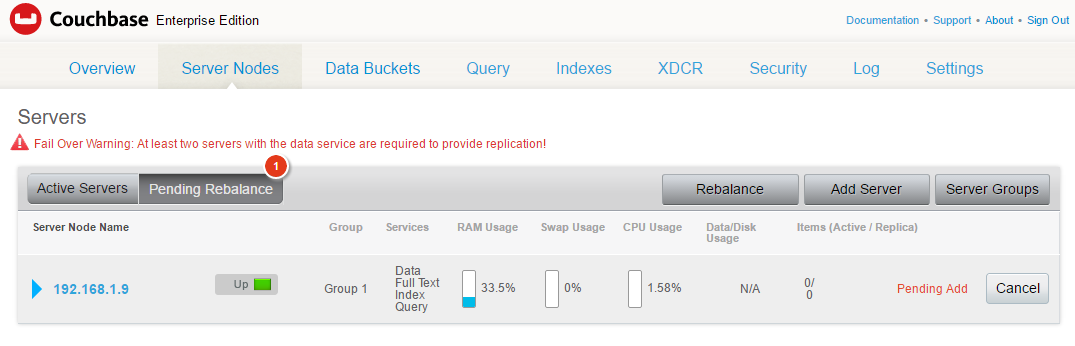 Couchbase Enterprise Edition
Documentation • Support • About • Sign Out
Overview Server Nodes Data Buckets Query Indexes XDCR Security Log Settings
Servers
Fail Over Warning: At least two servers with the data service are required to provide replication!
1
Active Servers Pending Rebalance Rebalance Add Server Server Groups
Server Node Name Group Services RAM Usage Swap Usage CPU Usage Data/Disk Items (Active / Replica)
Usage
Data
Full Text
Index
Query
192.168.1.9 Up Group 1 33.5% 0% 1.58% N/A 0/ Pending Add Cancel
0